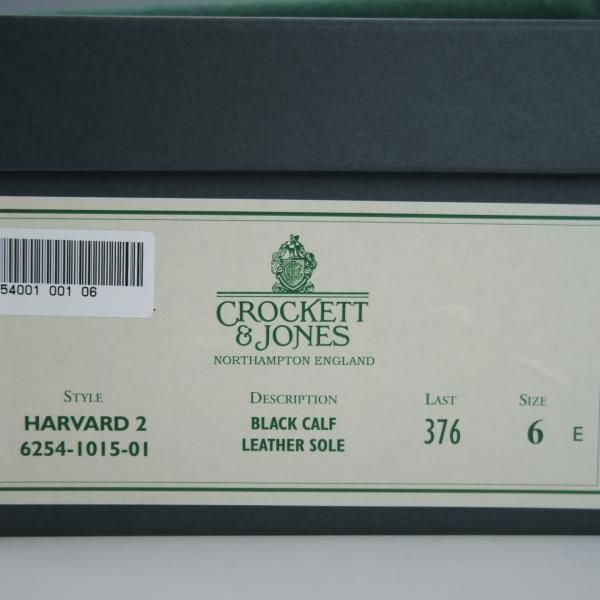 54001 001 06
CROCKETT
& JONES
NORTHAMPTON ENGLAND
STYLE
HARVARD 2
6254-1015-01
DESCRIPTION
BLACK CALF
LEATHER SOLE
LAST
376
SIZE
6 E